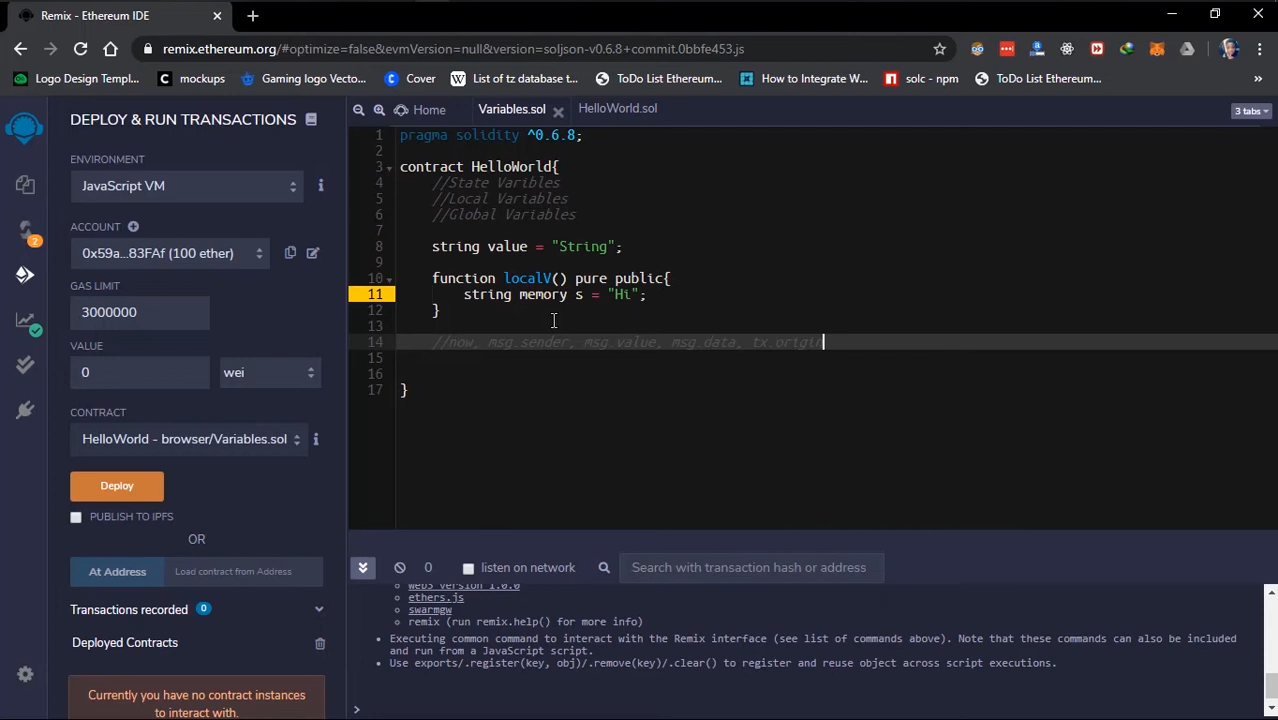 Remix - Ethereum IDE
remix.ethereum.org/#optimize=false&evmVersion=null&version=soljson-v0.6.8+commit.0bbfe453.js
Logo Design Templ...
mockups
Gaming logo Vecto...
Cover
List of tz database t...
ToDo List Ethereum...
How to Integrate W...
solc - npm
ToDo List Ethereum...
»
DEPLOY & RUN TRANSACTIONS
ENVIRONMENT
JavaScript VM
ACCOUNT
0x59a...83FAf (100 ether)
GAS LIMIT
3000000
VALUE
0
wei
CONTRACT
HelloWorld - browser/Variables.sol
Deploy
PUBLISH TO IPFS
OR
At Address
Load contract from Address
Transactions recorded 0
Deployed Contracts
Currently you have no contract instances
to interact with.
2
Home
Variables.sol
HelloWorld.sol
3 tabs
1 pragma solidity ^0.6.8;
2
3 contract HelloWorld{
4 //State Varibles
5 //Local Variables
6 //Global Variables
7
8 string value = "String";
9
10 function localV() pure public{
11 string memory s = "Hi";
12 }
13
14 //now, msg.sender, msg.value, msg.data, tx.origin
15
16
17 }
0
listen on network
Search with transaction hash or address
web3 version 1.0.0
ethers.js
swarmgw
remix (run remix.help() for more info)
Executing common command to interact with the Remix interface (see list of commands above). Note that these commands can also be included
and run from a JavaScript script.
Use exports/.register(key, obj)/.remove(key)/.clear() to register and reuse object across script executions.
>